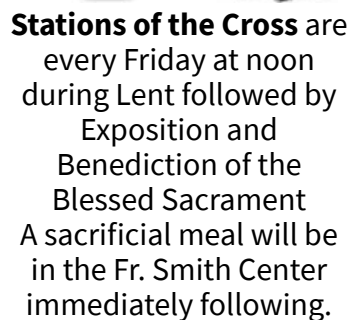 Stations of the Cross are
every Friday at noon
during Lent followed by
Exposition and
Benediction of the
Blessed Sacrament
A sacrificial meal will be
in the Fr. Smith Center
immediately following.